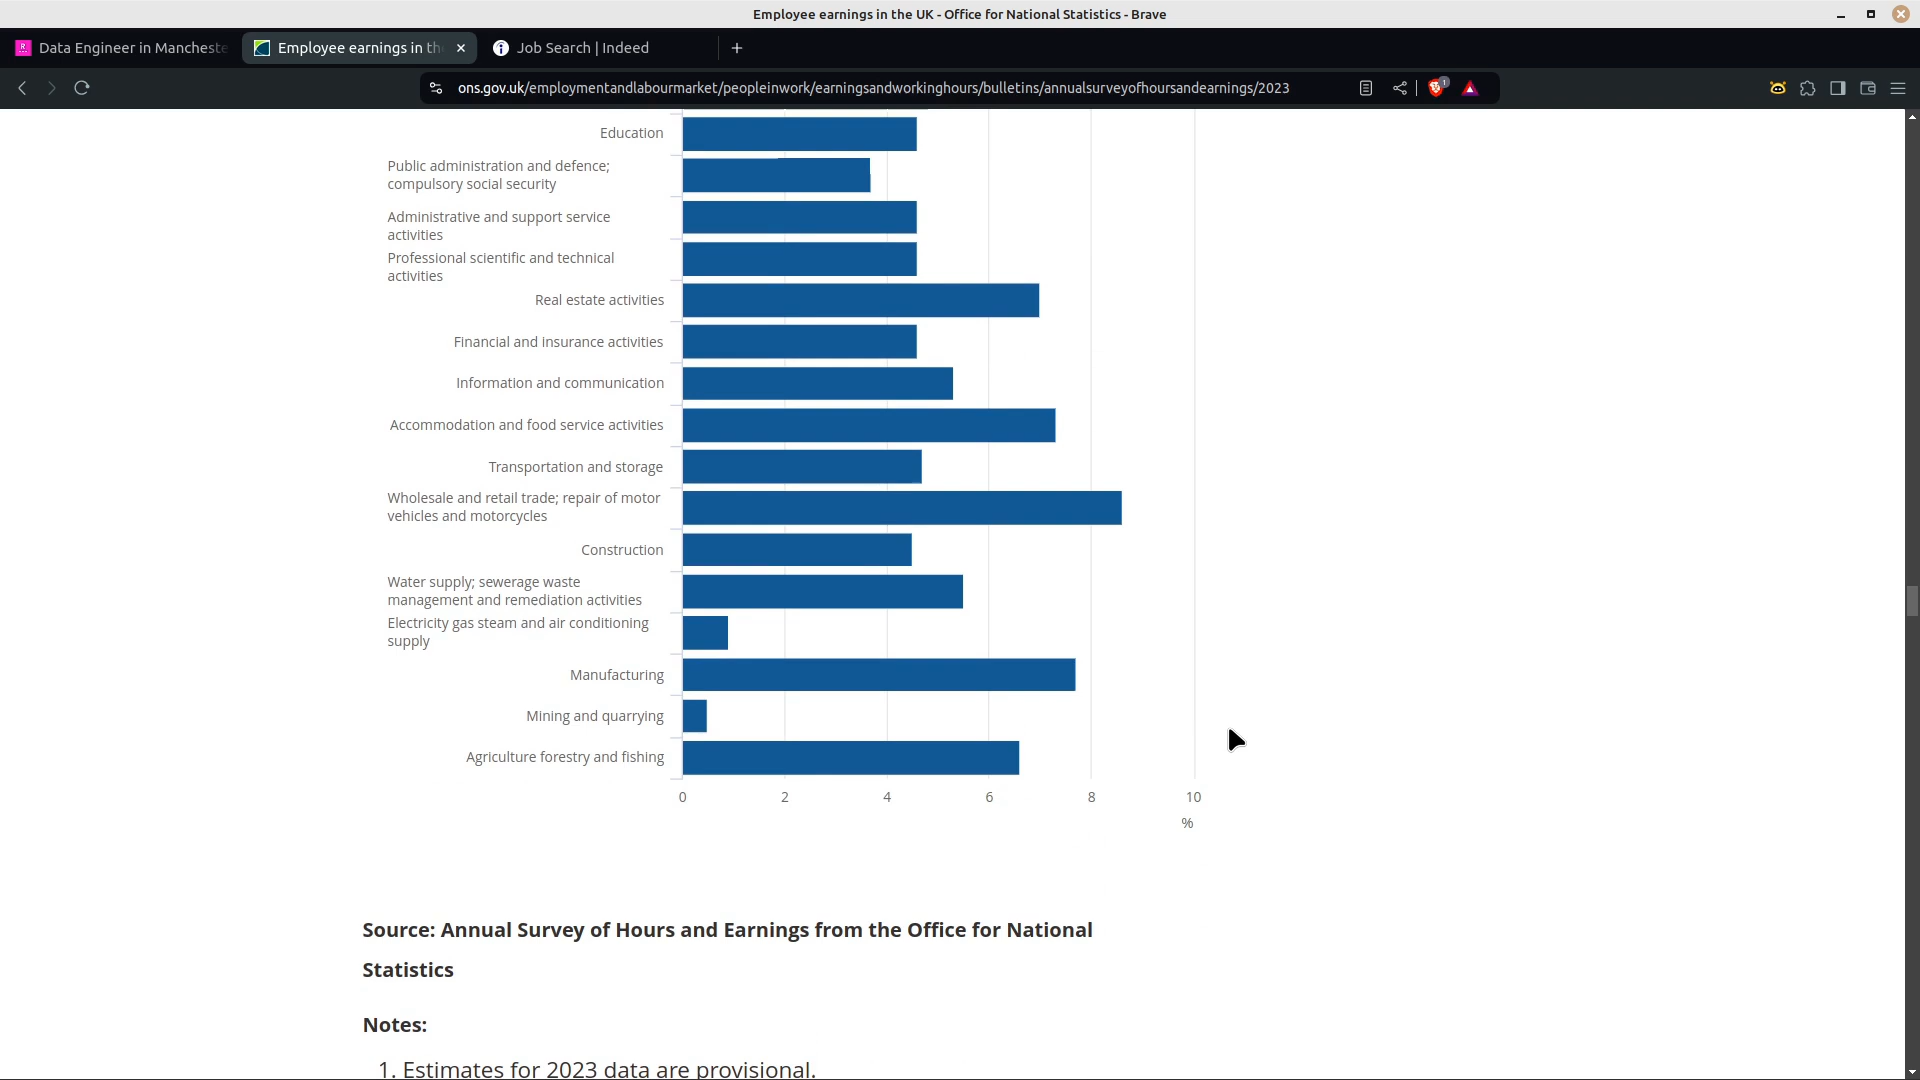 Employee earnings in the UK - Office for National Statistics - Brave
Data Engineer in Manchest
Employee earnings in th
Job Search | Indeed
ons.gov.uk/employmentandlabourmarket/peopleinwork/earningsandworkinghours/bulletins/annualsurveyofhoursandearnings/2023
1
Education
Public administration and defence;
compulsory social security
Administrative and support service
activities
Professional scientific and technical
activities
Real estate activities
Financial and insurance activities
Information and communication
Accommodation and food service activities
Transportation and storage
Wholesale and retail trade; repair of motor
vehicles and motorcycles
Construction
Water supply; sewerage waste
management and remediation activities
Electricity gas steam and air conditioning
supply
Manufacturing
Mining and quarrying
Agriculture forestry and fishing
0 2 4 6 8 10
%
Source: Annual Survey of Hours and Earnings from the Office for National
Statistics
Notes:
1. Estimates for 2023 data are provisional.